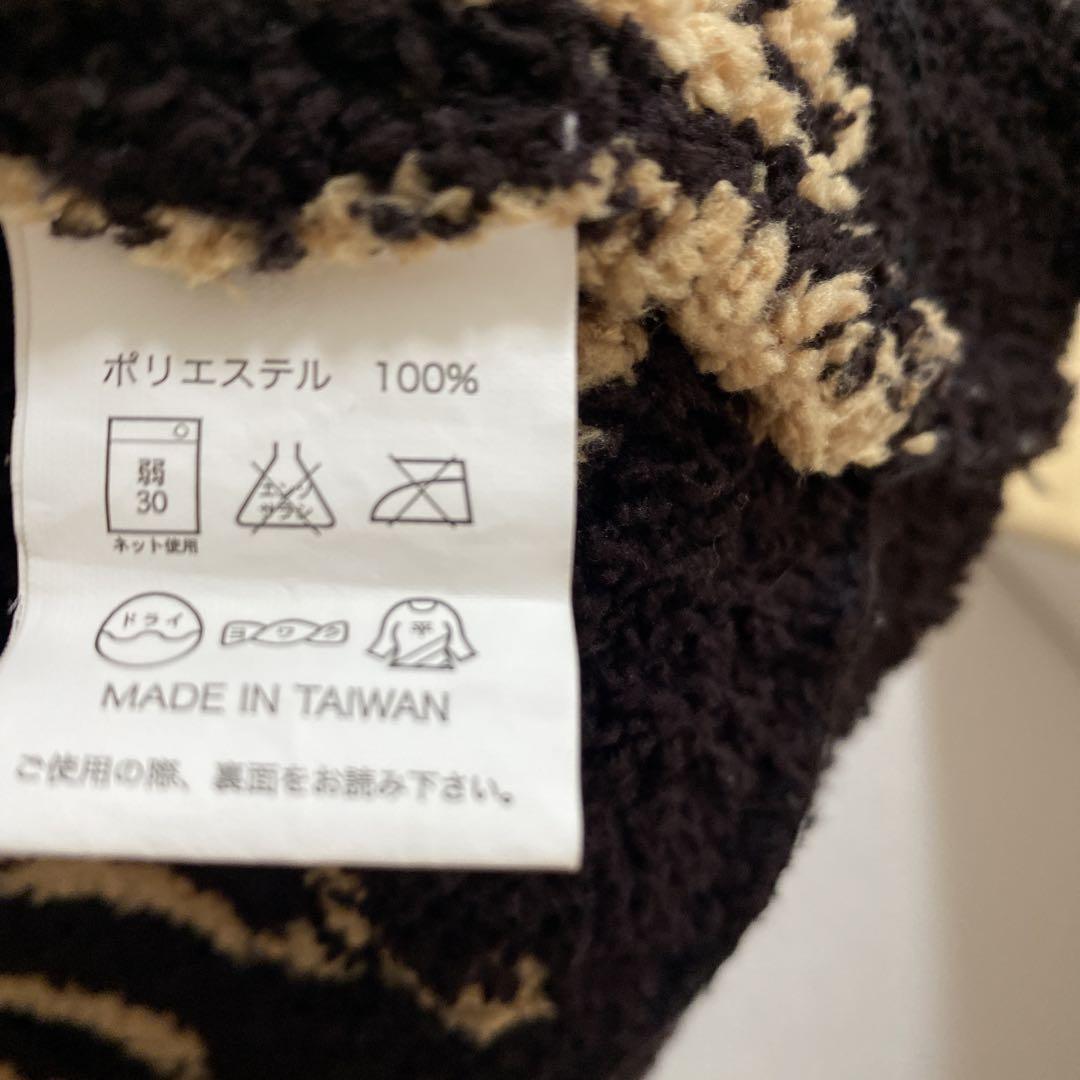 ポリエステル 100%
弱
30
ネット使用
エンソ
サラシ
ドライ
ヨワク
平
MADE IN TAIWAN
ご使用の際、裏面をお読み下さい。